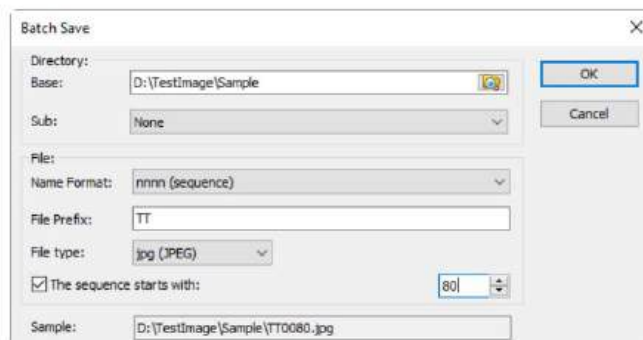 Batch Save
Directory:
Base: D:\TestImage\Sample
OK
Sub: None
Cancel
File:
Name Format: nnnn (sequence)
File Prefix: TT
File type: jpg (JPEG)
The sequence starts with: 80
Sample: D:\TestImage\Sample\TT0080.jpg